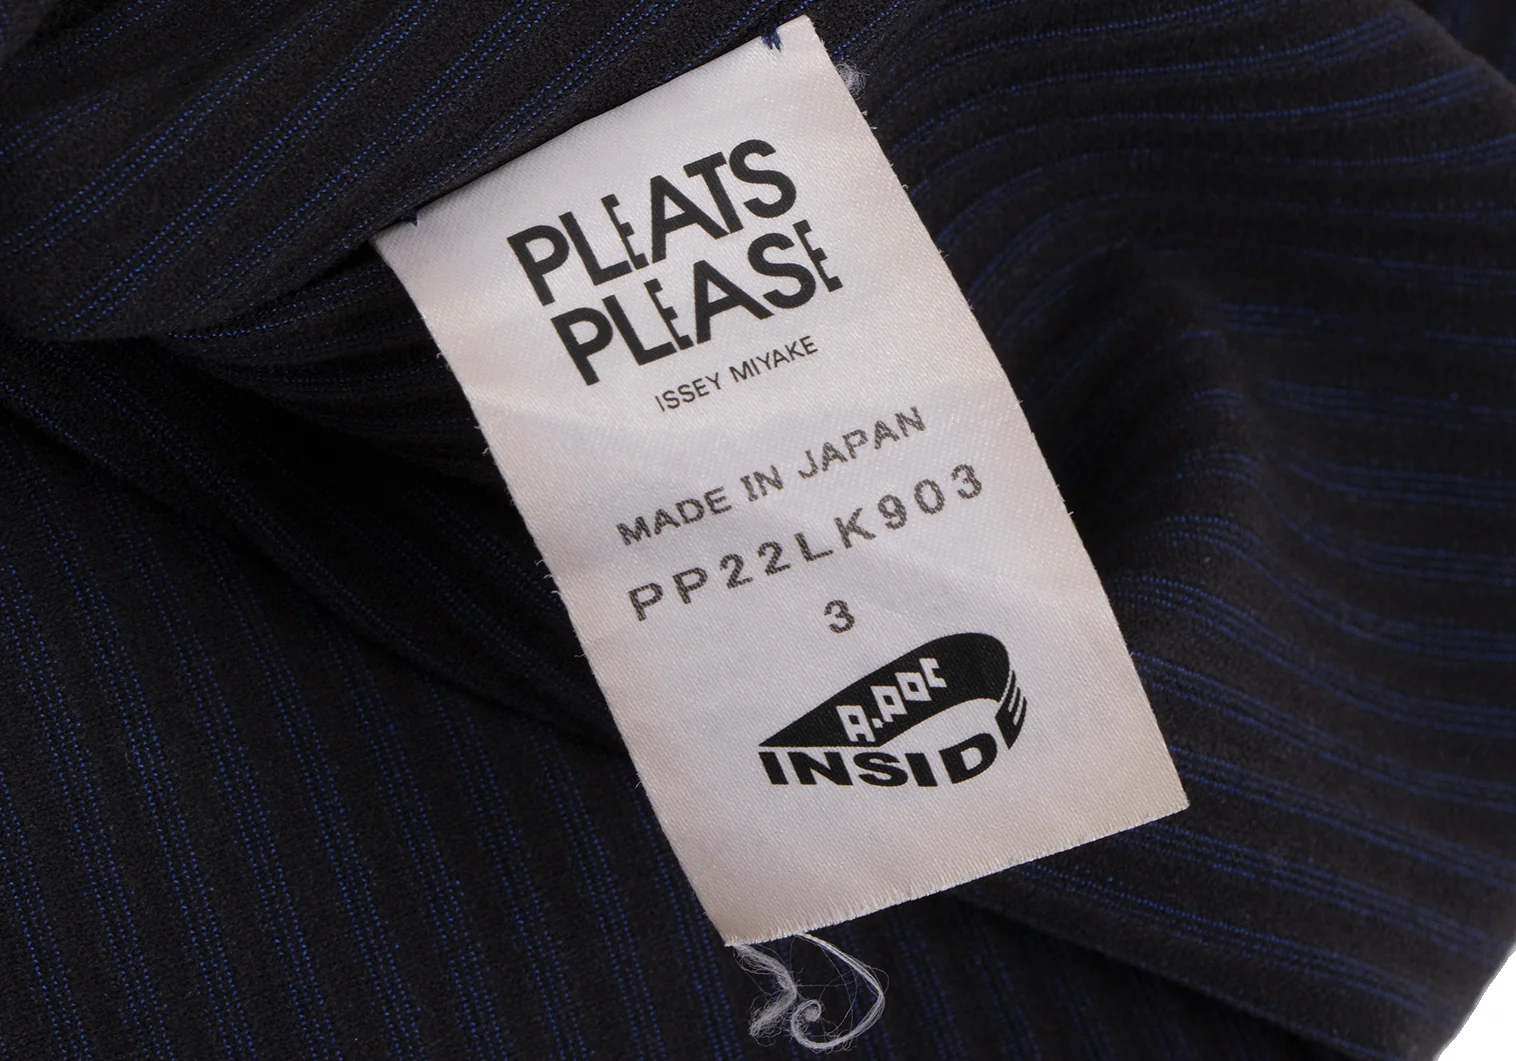 PLEATS
PLEASE
ISSEY MIYAKE
MADE IN JAPAN
PP22LK903
3
A.POC
INSIDE